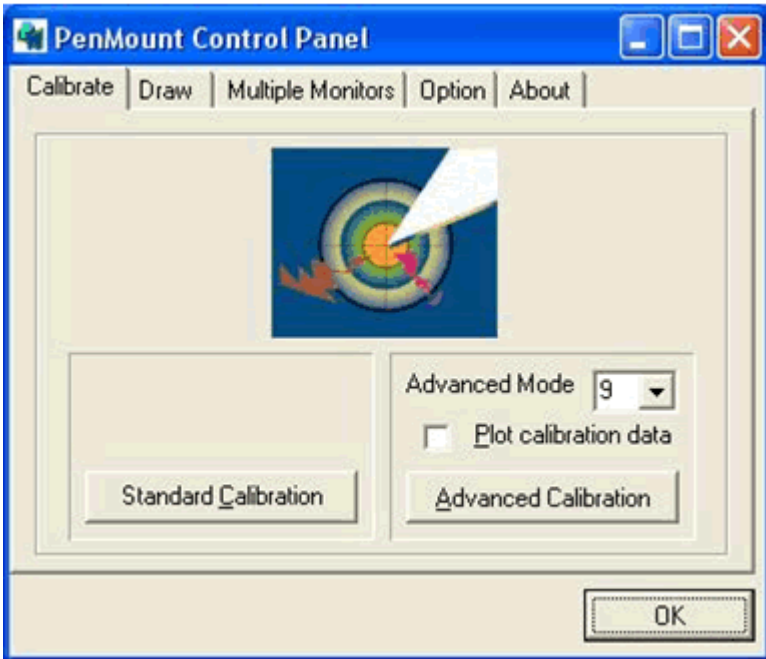 PenMount Control Panel
Calibrate Draw Multiple Monitors Option About
Advanced Mode 9
Plot calibration data
Standard Calibration Advanced Calibration
OK